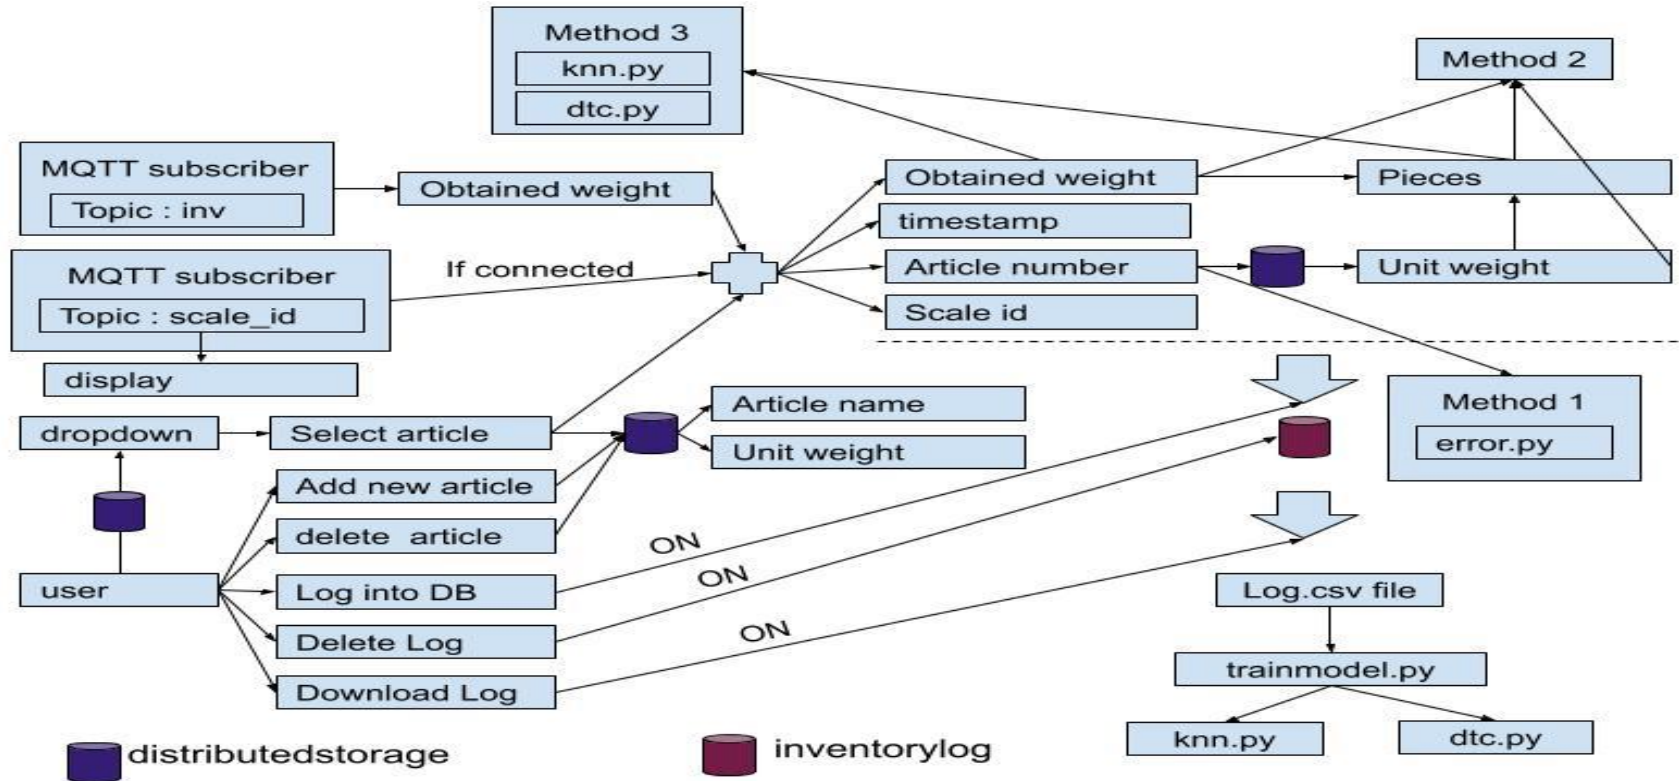 Method 3
knn.py
dtc.py
Method 2
MQTT subscriber
Topic : inv
Obtained weight
Obtained weight
Pieces
timestamp
MQTT subscriber
Topic : scale_id
If connected
Article number
Unit weight
Scale id
display
dropdown
Select article
Article name
Unit weight
Method 1
error.py
Add new article
delete article
user
Log into DB
ON
Delete Log
ON
Download Log
ON
Log.csv file
trainmodel.py
knn.py
dtc.py
distributedstorage
inventorylog